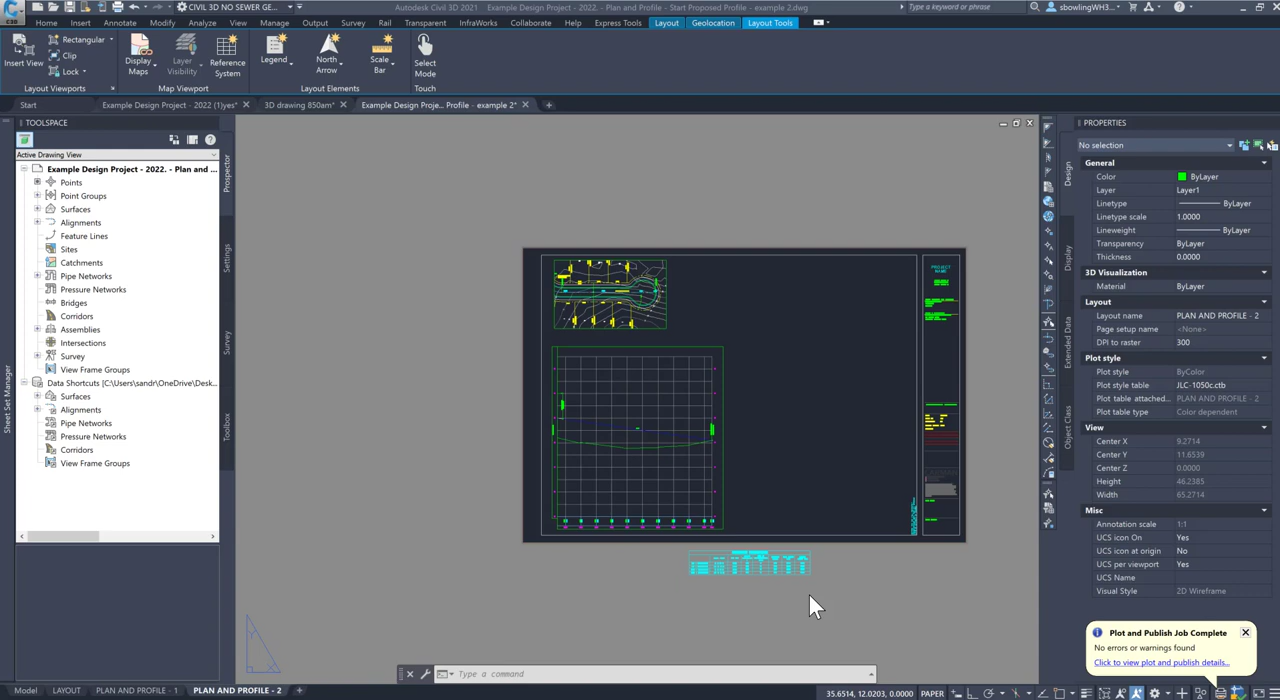 C3D
CIVIL 3D NO SEWER GE...
Autodesk Civil 3D 2021 Example Design Project - 2022. - Plan and Profile - Start Proposed Profile - example 2.dwg
Type a keyword or phrase
sbowlingWH3...
Home Insert Annotate Modify Analyze View Manage Output Survey Rail Transparent InfraWorks Collaborate Help Express Tools Layout Geolocation Layout Tools
Insert View
Rectangular
Clip
Lock
Display Maps
Layer Visibility
Reference System
Legend
North Arrow
Scale Bar
Select Mode
Layout Viewports
Map Viewport
Layout Elements
Touch
Start
Example Design Project - 2022 (1)yes*
3D drawing 850am*
Example Design Proje... Profile - example 2*
TOOLSPACE
Active Drawing View
Example Design Project - 2022. - Plan and ...
Points
Point Groups
Surfaces
Alignments
Feature Lines
Sites
Catchments
Pipe Networks
Pressure Networks
Bridges
Corridors
Assemblies
Intersections
Survey
View Frame Groups
Data Shortcuts [C:\Users\sandr\OneDrive\Desk...
Surfaces
Alignments
Pipe Networks
Pressure Networks
Corridors
View Frame Groups
Prospector
Settings
Survey
Toolbox
Sheet Set Manager
PROJECT
NAME
Type a command
PROPERTIES
No selection
Design
Display
Extended Data
Object Class
General
Color ByLayer
Layer Layer1
Linetype ByLayer
Linetype scale 1.0000
Lineweight ByLayer
Transparency ByLayer
Thickness 0.0000
3D Visualization
Material ByLayer
Layout
Layout name PLAN AND PROFILE - 2
Page setup name <None>
DPI to raster 300
Plot style
Plot style ByColor
Plot style table JLC-1050c.ctb
Plot table attached... PLAN AND PROFILE - 2
Plot table type Color dependent
View
Center X 9.2714
Center Y 11.6539
Center Z 0.0000
Height 46.2385
Width 65.2714
Misc
Annotation scale 1:1
UCS icon On Yes
UCS icon at origin No
UCS per viewport Yes
UCS Name
Visual Style 2D Wireframe
Plot and Publish Job Complete
No errors or warnings found
Click to view plot and publish details...
Model LAYOUT PLAN AND PROFILE - 1 PLAN AND PROFILE - 2
35.6514, 12.0203, 0.0000 PAPER